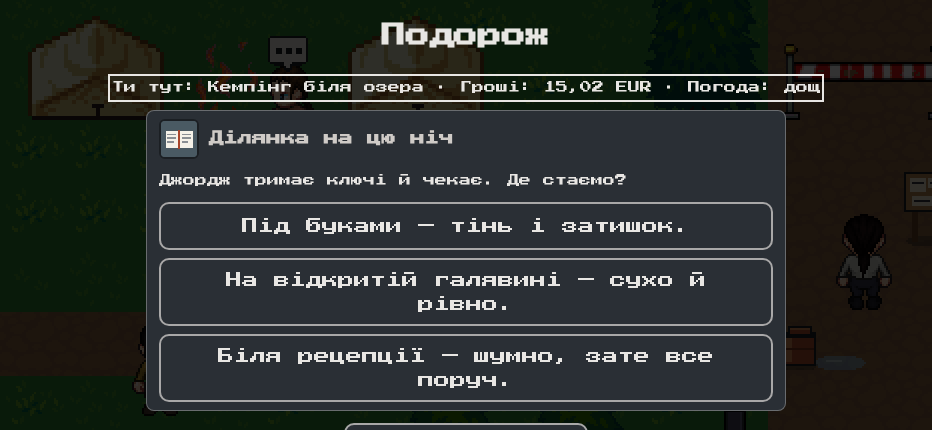 Подорож
Ти тут: Кемпінг біля озера · Гроші: 15,02 EUR · Погода: дощ
Ділянка на цю ніч
Джордж тримає ключі й чекає. Де стаємо?
Під буками — тінь і затишок.
На відкритій галявині — сухо й
рівно.
Біля рецепції — шумно, зате все
поруч.